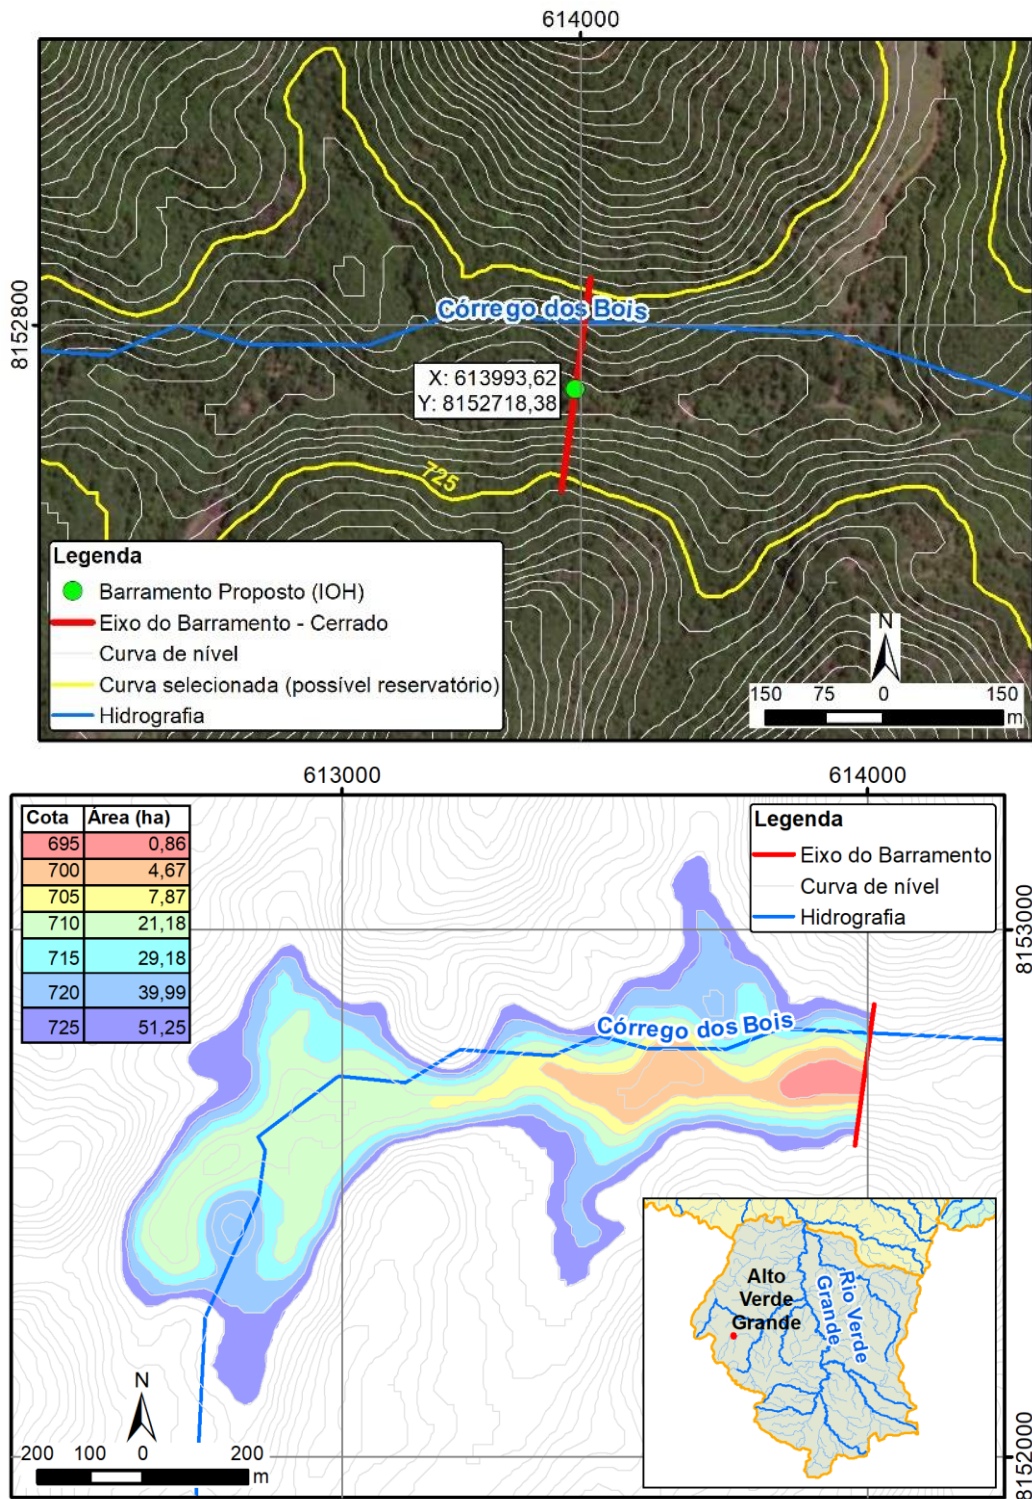 614000
8152800
Córrego dos Bois
X: 613993,62
Y: 8152718,38
725
Legenda
Barramento Proposto (IOH)
Eixo do Barramento - Cerrado
Curva de nível
Curva selecionada (possível reservatório)
Hidrografia
N
150 75 0 150
m
613000 614000
Cota Área (ha)
695 0,86
700 4,67
705 7,87
710 21,18
715 29,18
720 39,99
725 51,25
Legenda
Eixo do Barramento
Curva de nível
Hidrografia
8153000
Córrego dos Bois
Alto
Verde
Grande
Rio Verde
Grande
N
200 100 0 200
m
8152000